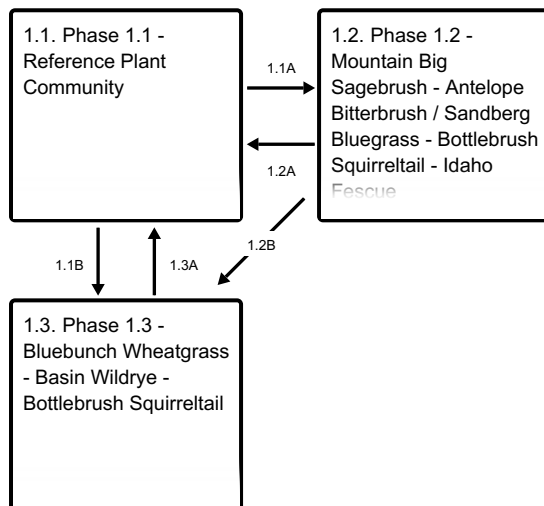 1.1. Phase 1.1 -
Reference Plant
Community
1.1A
1.2. Phase 1.2 -
Mountain Big
Sagebrush - Antelope
Bitterbrush / Sandberg
Bluegrass - Bottlebrush
Squirreltail - Idaho
Fescue
1.2A
1.2B
1.1B
1.3A
1.3. Phase 1.3 -
Bluebunch Wheatgrass
- Basin Wildrye -
Bottlebrush Squirreltail